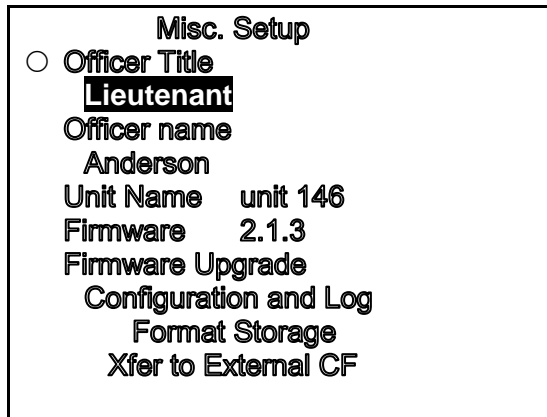 Misc. Setup
Officer Title
Lieutenant
Officer name
Anderson
Unit Name unit 146
Firmware 2.1.3
Firmware Upgrade
Configuration and Log
Format Storage
Xfer to External CF